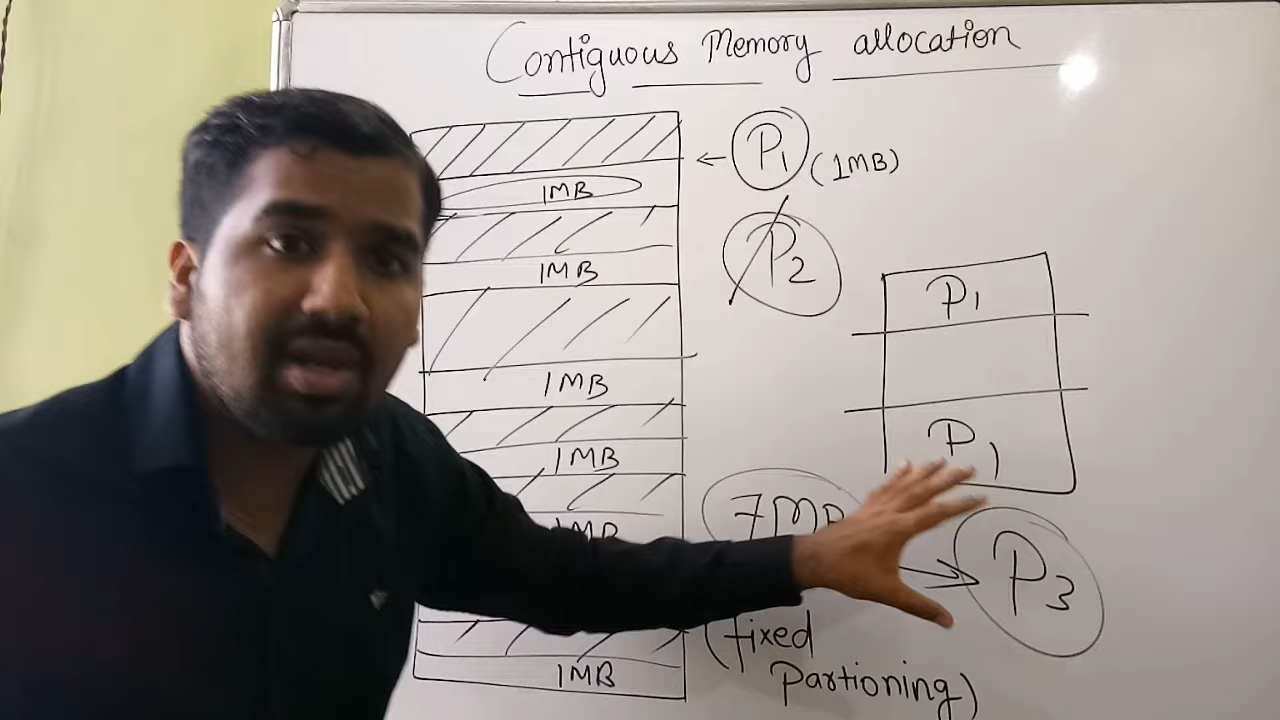 Contiguous Memory allocation
P1 (1MB)
1MB
P2
1MB
P1
1MB
P1
1MB
7MB
1MB
P3
(fixed
Partioning)
1MB